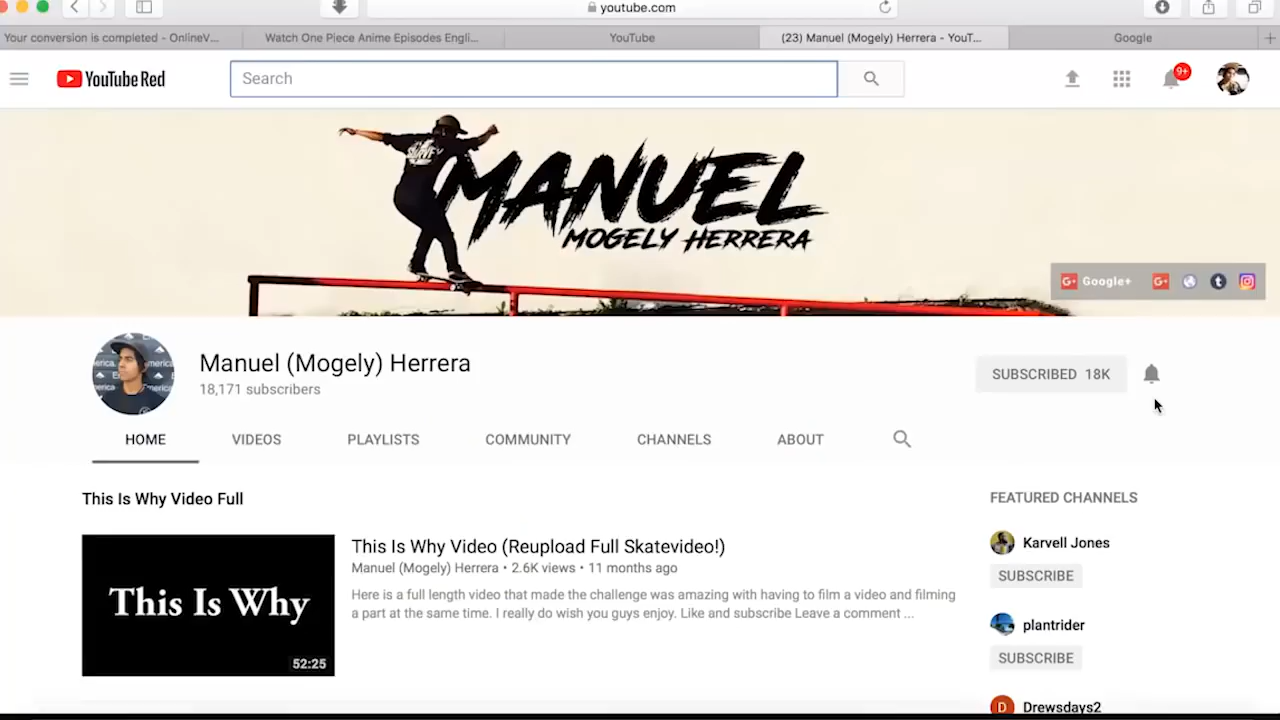 youtube.com
Your conversion is completed - OnlineV...
Watch One Piece Anime Episodes Engli...
YouTube
(23) Manuel (Mogely) Herrera - YouT...
Google
YouTube Red
Search
9+
MANUEL
MOGELY HERRERA
Google+
Manuel (Mogely) Herrera
18,171 subscribers
SUBSCRIBED 18K
HOME
VIDEOS
PLAYLISTS
COMMUNITY
CHANNELS
ABOUT
This Is Why Video Full
This Is Why
52:25
This Is Why Video (Reupload Full Skatevideo!)
Manuel (Mogely) Herrera • 2.6K views • 11 months ago
Here is a full length video that made the challenge was amazing with having to film a video and filming
a part at the same time. I really do wish you guys enjoy. Like and subscribe Leave a comment ...
FEATURED CHANNELS
Karvell Jones
SUBSCRIBE
plantrider
SUBSCRIBE
D
Drewsdays2